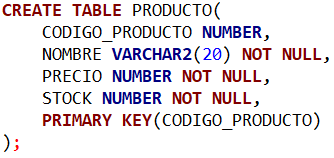 CREATE TABLE PRODUCTO(
CODIGO_PRODUCTO NUMBER,
NOMBRE VARCHAR2(20) NOT NULL,
PRECIO NUMBER NOT NULL,
STOCK NUMBER NOT NULL,
PRIMARY KEY(CODIGO_PRODUCTO)
);